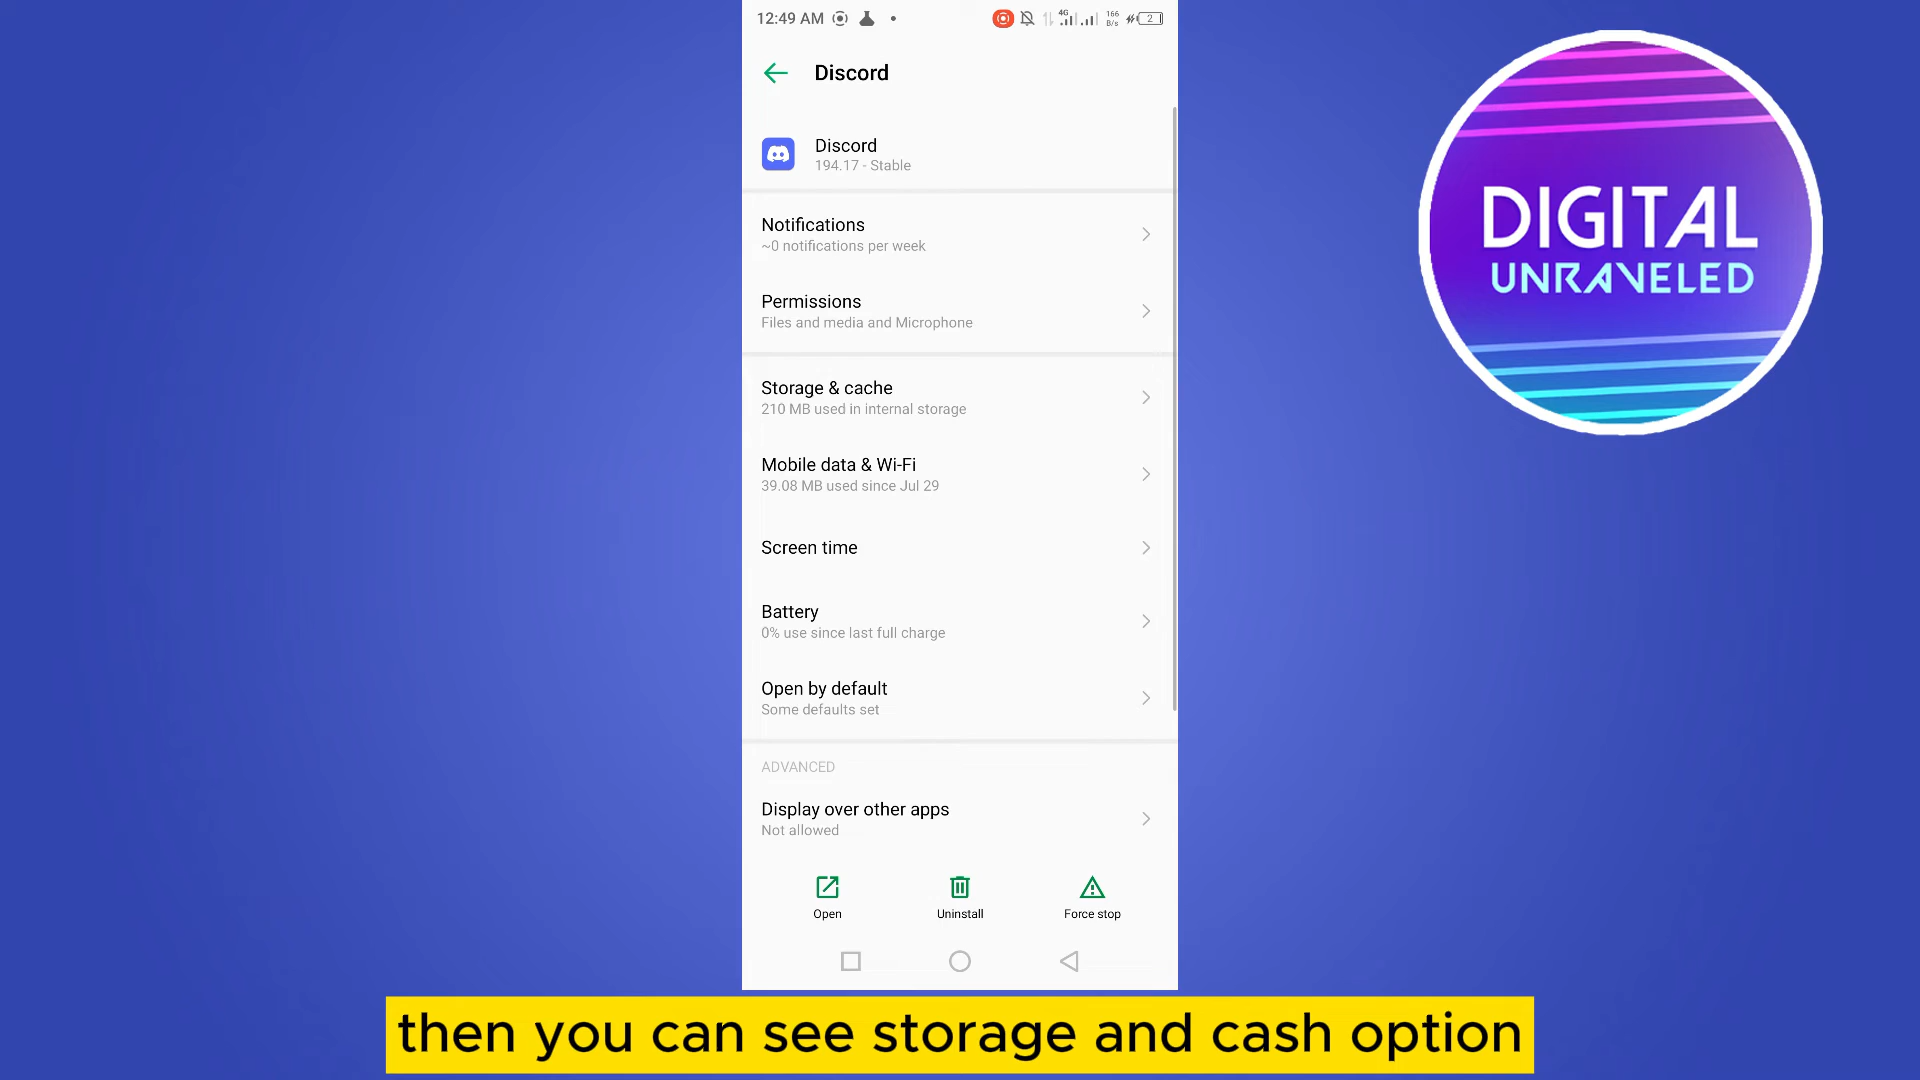 12:49 AM
4G
166
B/s
2
Discord
Discord
194.17 - Stable
Notifications
~0 notifications per week
Permissions
Files and media and Microphone
Storage & cache
210 MB used in internal storage
Mobile data & Wi-Fi
39.08 MB used since Jul 29
Screen time
Battery
0% use since last full charge
Open by default
Some defaults set
ADVANCED
Display over other apps
Not allowed
Open
Uninstall
Force stop
DIGITAL
UNRAVELED
then you can see storage and cash option